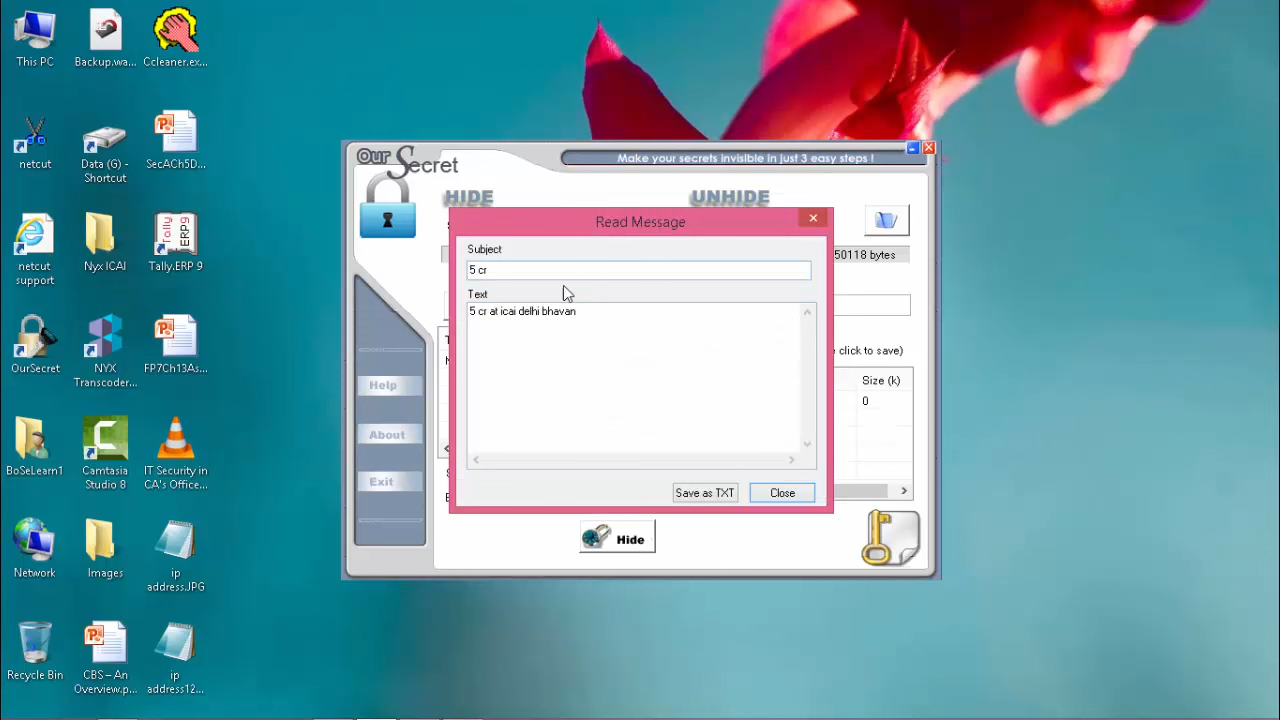 This PC
Backup.wa...
Ccleaner.ex...
netcut
Data (G) -
Shortcut
SecACh5D...
netcut
support
Nyx ICAI
Tally.ERP 9
Tally
ERP9
OurSecret
NYX
Transcoder...
FP7Ch13As...
BoSeLearn1
Camtasia
Studio 8
IT Security in
CA's Office...
Network
Images
ip
address.JPG
Recycle Bin
CBS – An
Overview.p...
ip
address12...
Our Secret
Make your secrets invisible in just 3 easy steps !
HIDE
UNHIDE
Read Message
Subject
5 cr
50118 bytes
Text
5 cr at icai delhi bhavan
click to save)
Size (k)
0
Help
About
Exit
Save as TXT
Close
Hide